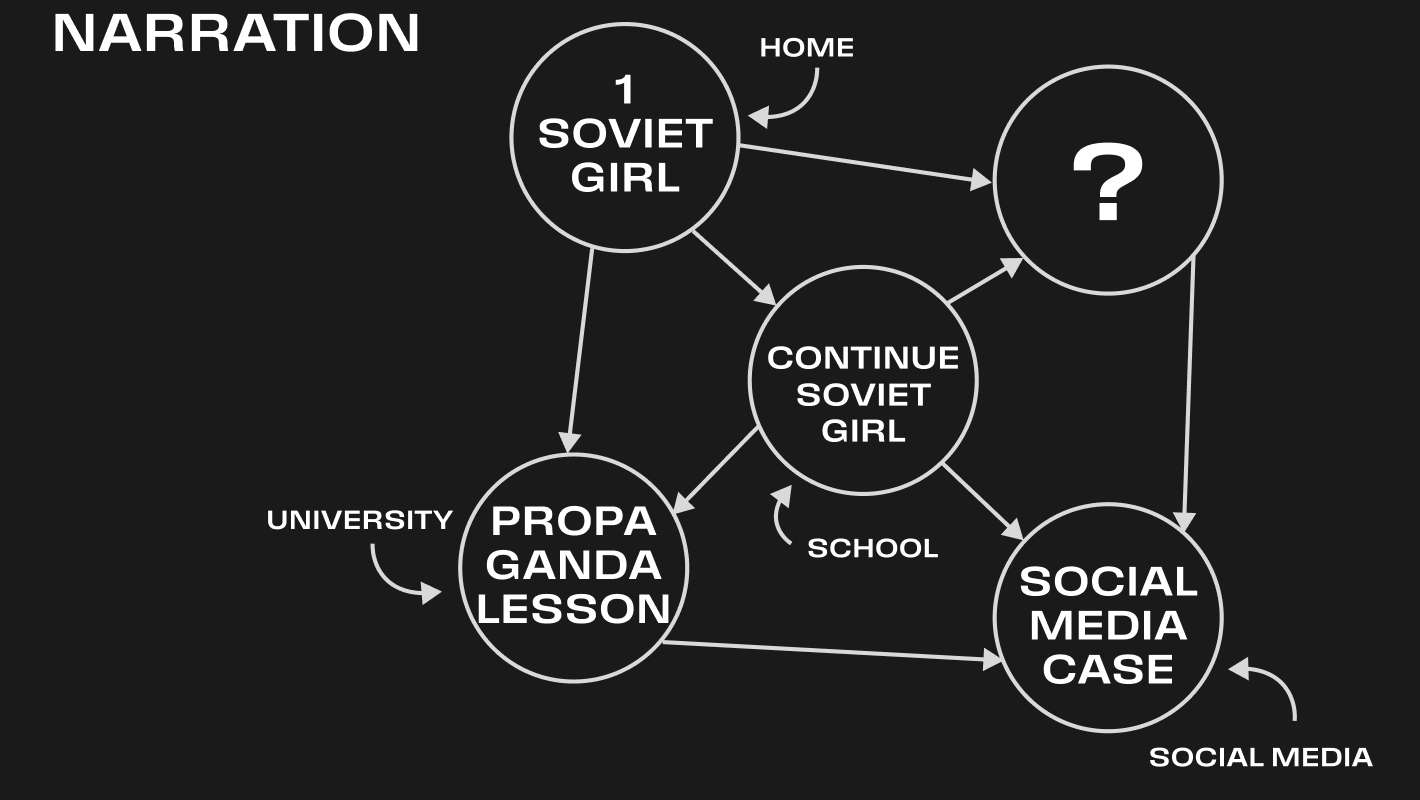 NARRATION
1
SOVIET
GIRL
HOME
?
CONTINUE
SOVIET
GIRL
UNIVERSITY
PROPA
GANDA
LESSON
SCHOOL
SOCIAL
MEDIA
CASE
SOCIAL MEDIA